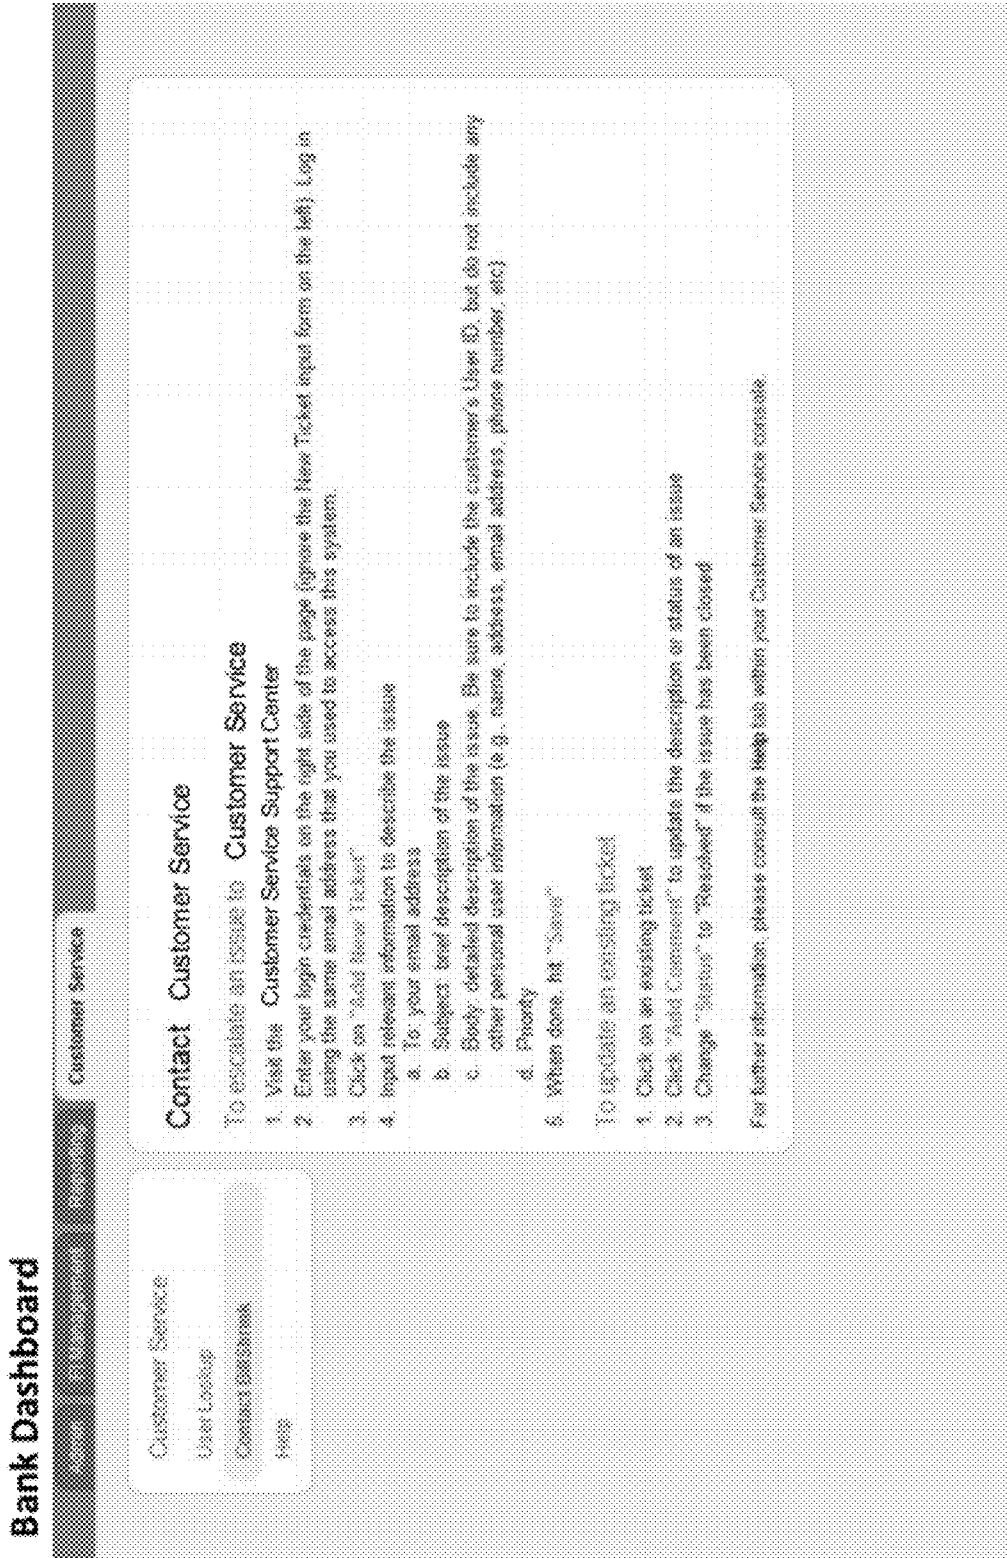 Bank Dashboard
Customer Service
Customer Service
User Lookup
Contact BillShrink
Help
Contact Customer Service
To escalate an issue to Customer Service
1. Visit the Customer Service Support Center
2. Enter your login credentials on the right side of the page (ignore the New Ticket input form on the left). Log in
using the same email address that you used to access this system.
3. Click on "Add New Ticket"
4. Input relevant information to describe the issue
a. To: your email address
b. Subject: brief description of the issue
c. Body: detailed description of the issue. Be sure to include the customer's User ID, but do not include any
other personal user information (e.g., name, address, email address, phone number, etc)
d. Priority
6. When done, hit "Save"
To update an existing ticket
1. Click on an existing ticket
2. Click "Add Comment" to update the description or status of an issue
3. Change "Status" to "Resolved" if the issue has been closed
For further information, please consult the Help tab within your Customer Service console.